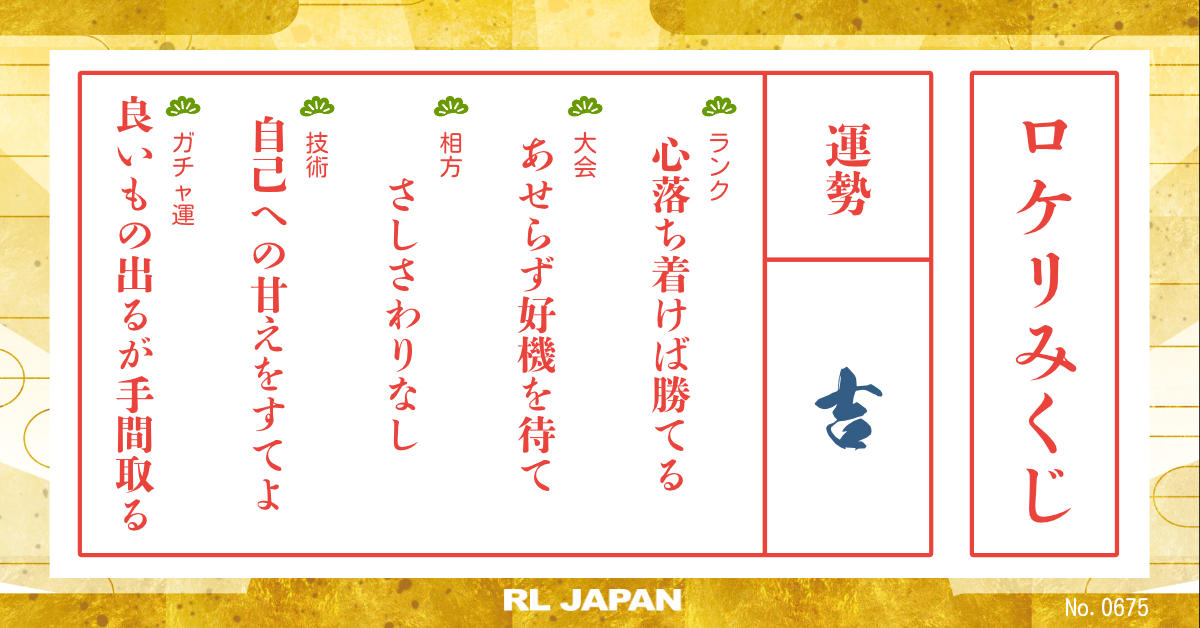 ロケリみくじ
運勢
吉
ランク
心落ち着けば勝てる
大会
あせらず好機を待て
相方
さしさわりなし
技術
自己への甘えをすてよ
ガチャ運
良いもの出るが手間取る
RL JAPAN
No. 0675